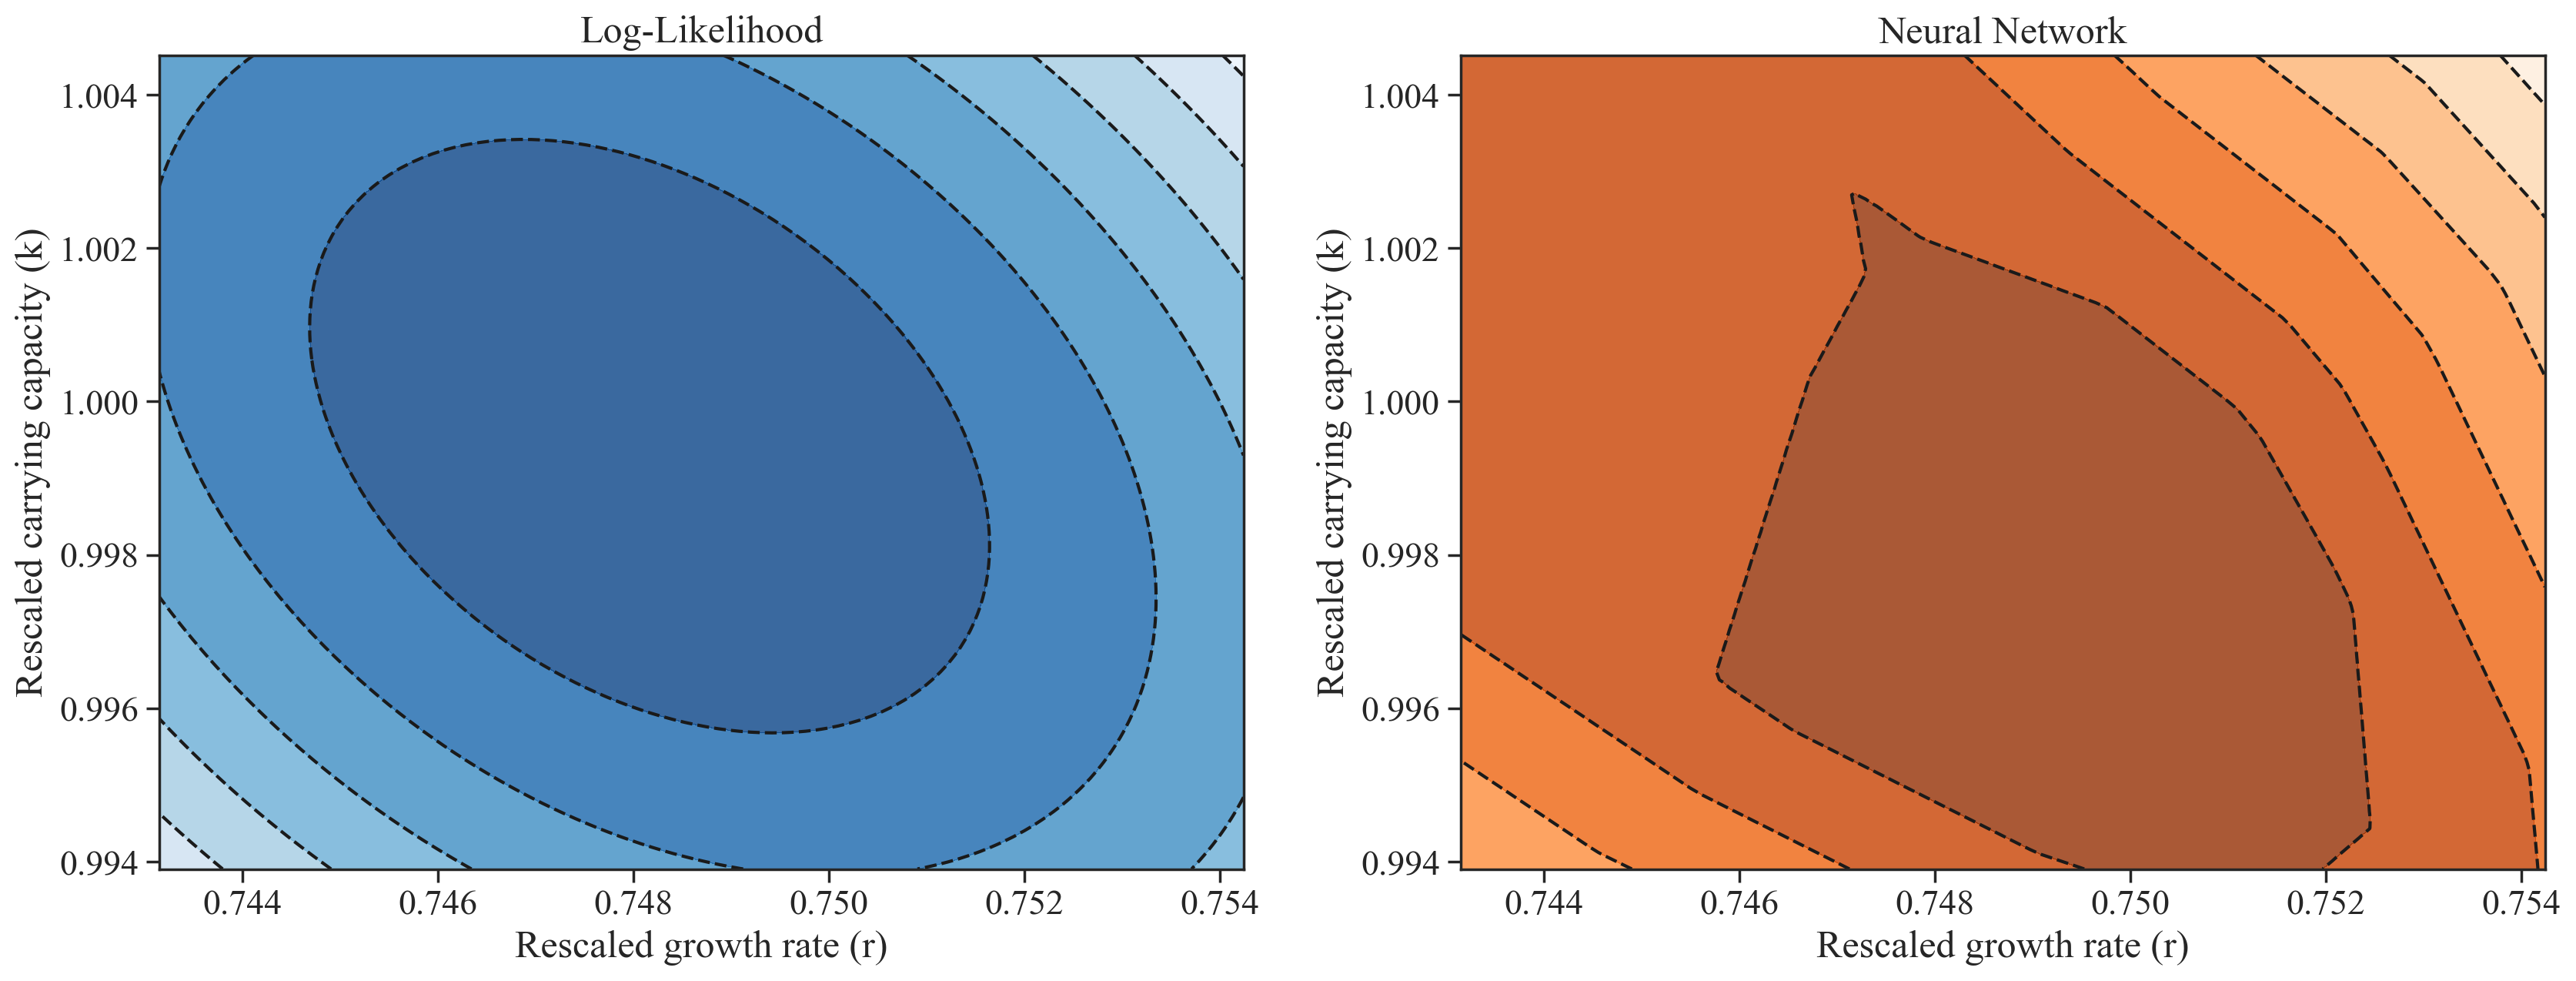 Log-Likelihood
Rescaled carrying capacity (k)
1.004
1.002
1.000
0.998
0.996
0.994
0.744 0.746 0.748 0.750 0.752 0.754
Rescaled growth rate (r)
Neural Network
Rescaled carrying capacity (k)
1.004
1.002
1.000
0.998
0.996
0.994
0.744 0.746 0.748 0.750 0.752 0.754
Rescaled growth rate (r)